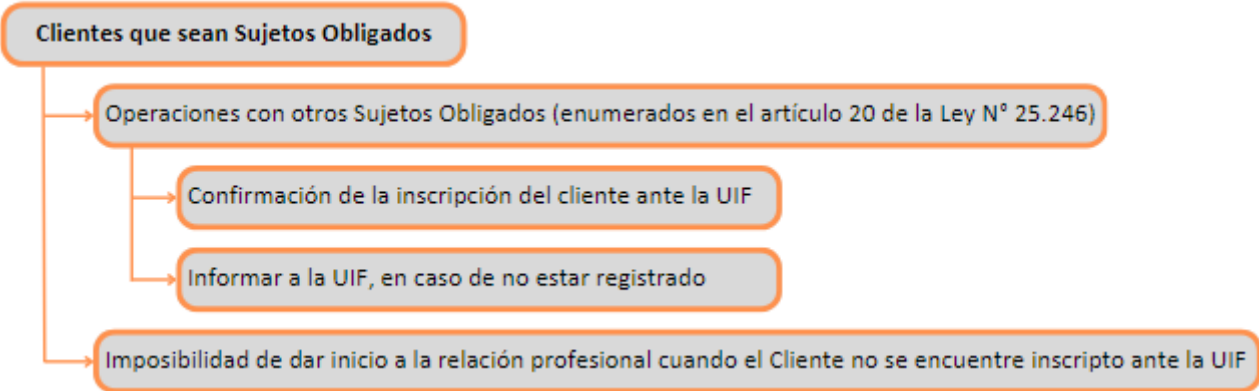 Clientes que sean Sujetos Obligados
Operaciones con otros Sujetos Obligados (enumerados en el artículo 20 de la Ley N° 25.246)
Confirmación de la inscripción del cliente ante la UIF
Informar a la UIF, en caso de no estar registrado
Imposibilidad de dar inicio a la relación profesional cuando el Cliente no se encuentre inscripto ante la UIF